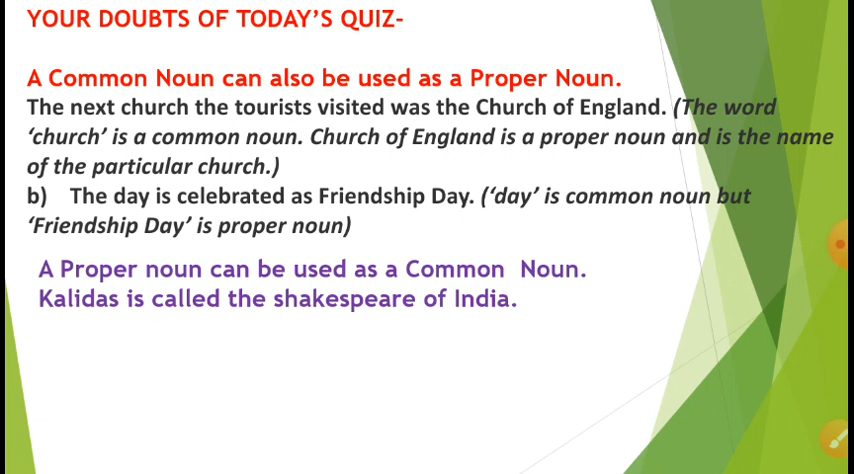 YOUR DOUBTS OF TODAY’S QUIZ-
A Common Noun can also be used as a Proper Noun.
The next church the tourists visited was the Church of England. (The word
‘church’ is a common noun. Church of England is a proper noun and is the name
of the particular church.)
b) The day is celebrated as Friendship Day. (‘day’ is common noun but
‘Friendship Day’ is proper noun)
A Proper noun can be used as a Common Noun.
Kalidas is called the shakespeare of India.